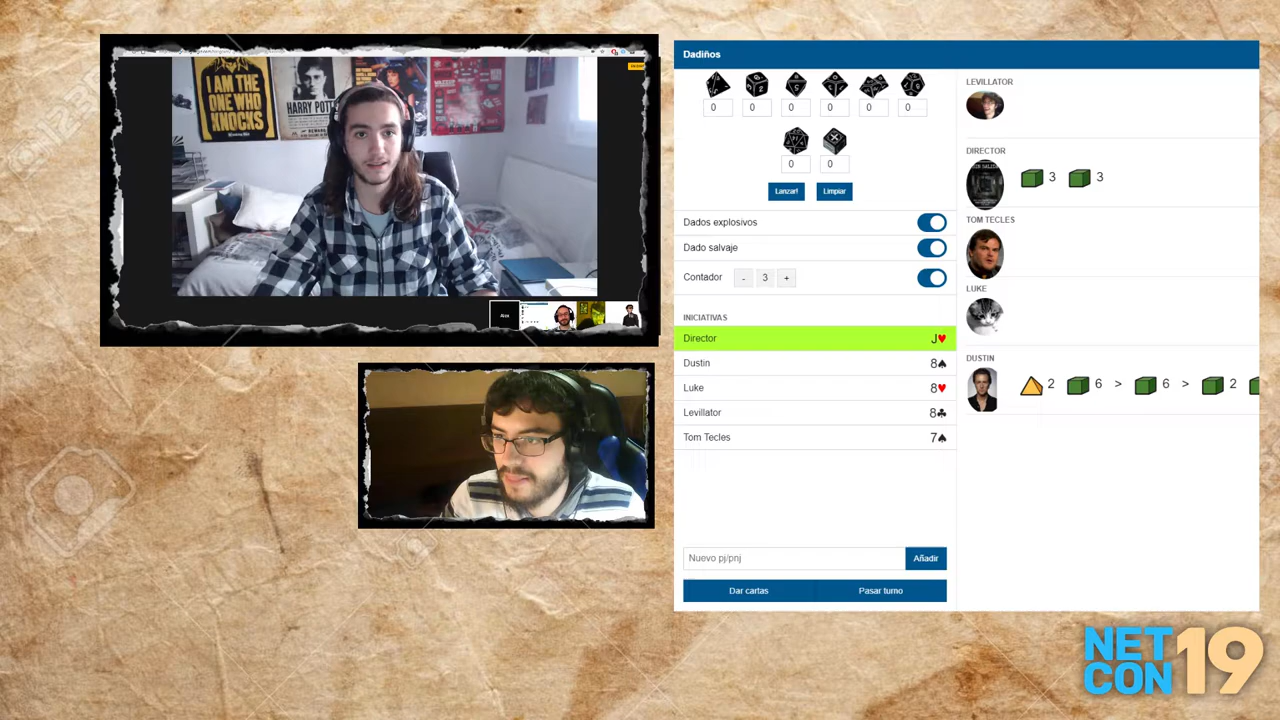 I AM THE
ONE WHO
KNOCKS
HARRY POTTER
REWARD
Alex
Dadiños
0 0 0 0 0 0
0 0
Lanzar! Limpiar
Dados explosivos
Dado salvaje
Contador - 3 +
INICIATIVAS
Director J♥
Dustin 8♠
Luke 8♥
Levillator 8♣
Tom Tecles 7♠
Nuevo pj/pnj Añadir
Dar cartas Pasar turno
LEVILLATOR
DIRECTOR
3 3
TOM TECLES
LUKE
DUSTIN
2 6 > 6 > 2
NET
CON 19